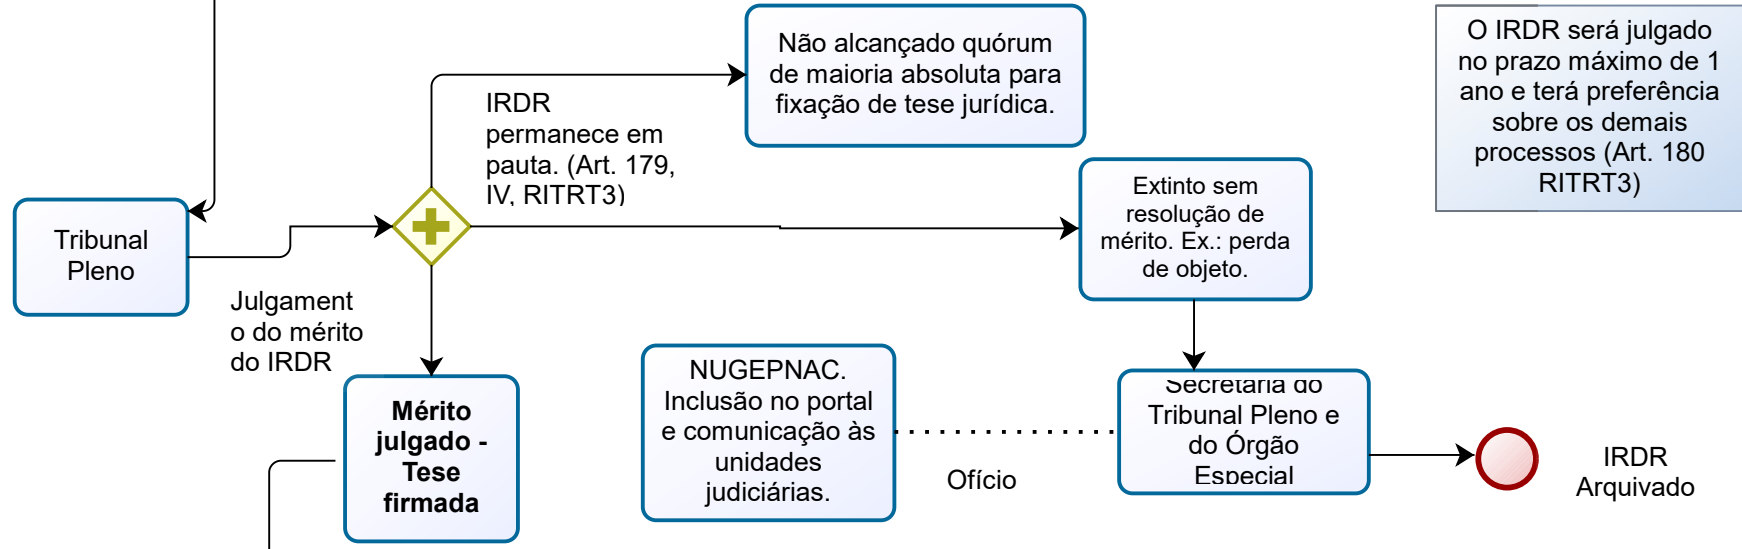 Não alcançado quórum
de maioria absoluta para
fixação de tese jurídica.
O IRDR será julgado
no prazo máximo de 1
ano e terá preferência
sobre os demais
processos (Art. 180
RITRT3)
IRDR
permanece em
pauta. (Art. 179,
IV, RITRT3)
Extinto sem
resolução de
mérito. Ex.: perda
de objeto.
Tribunal
Pleno
Julgament
o do mérito
do IRDR
Mérito
julgado -
Tese
firmada
NUGEPNAC.
Inclusão no portal
e comunicação às
unidades
judiciárias.
Ofício
Secretaria do
Tribunal Pleno e
do Órgão
Especial
IRDR
Arquivado